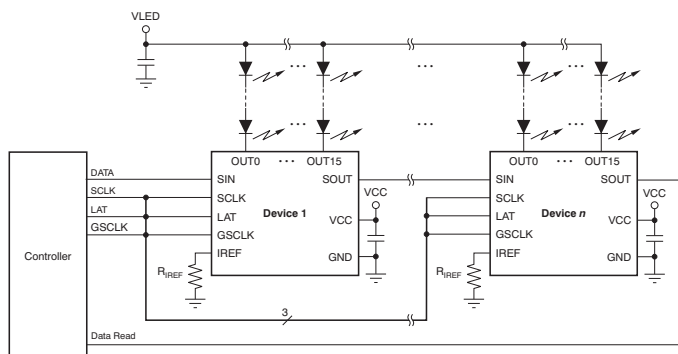 VLED
OUT0 ... OUT15
OUT0 ... OUT15
Controller
DATA
SCLK
LAT
GSCLK
Data Read
SIN
SCLK
LAT
GSCLK
IREF
Device 1
SOUT
VCC
GND
VCC
RIREF
3
SIN
SCLK
LAT
GSCLK
IREF
Device n
SOUT
VCC
GND
VCC
RIREF